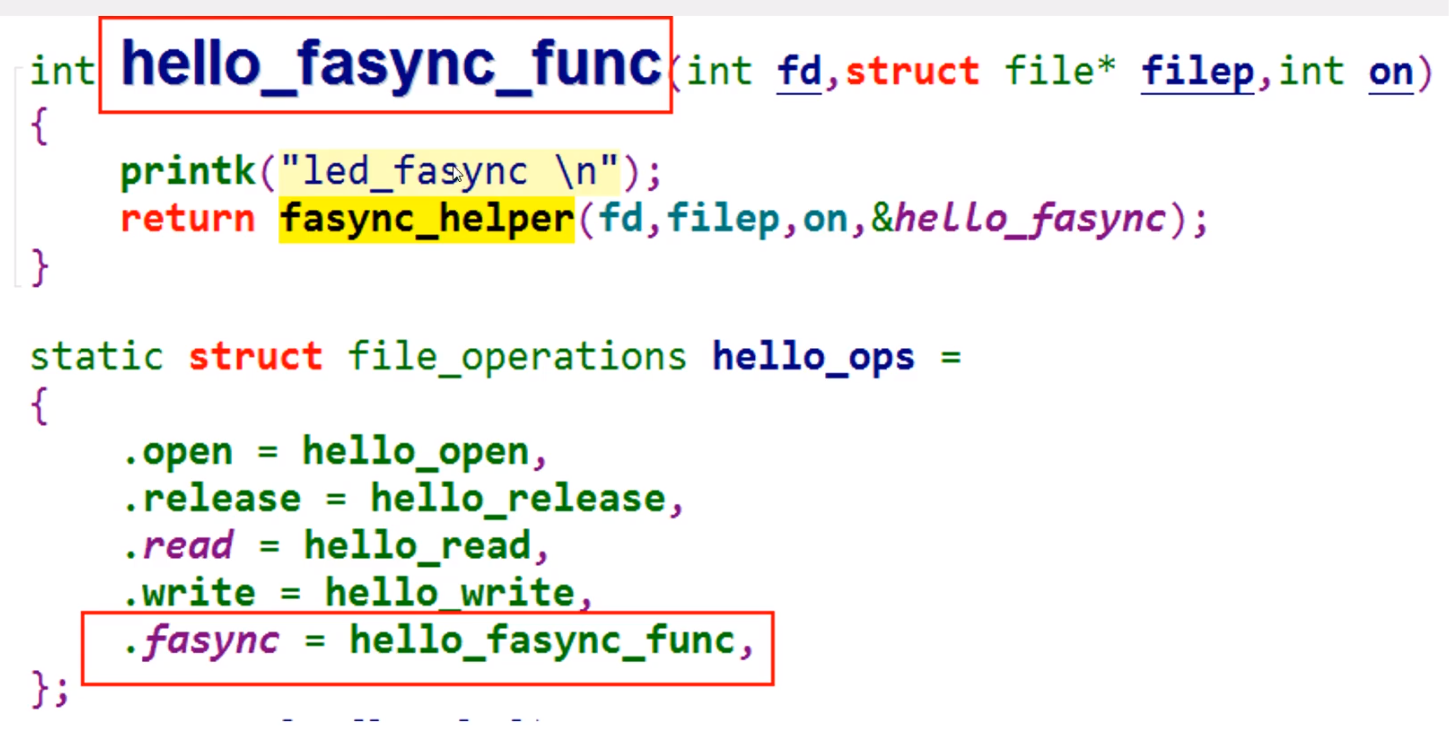 int hello_fasync_func(int fd,struct file* filep,int on)
{
    printk("led_fasync \n");
    return fasync_helper(fd,filep,on,&hello_fasync);
}
static struct file_operations hello_ops =
{
    .open = hello_open,
    .release = hello_release,
    .read = hello_read,
    .write = hello_write,
    .fasync = hello_fasync_func,
};